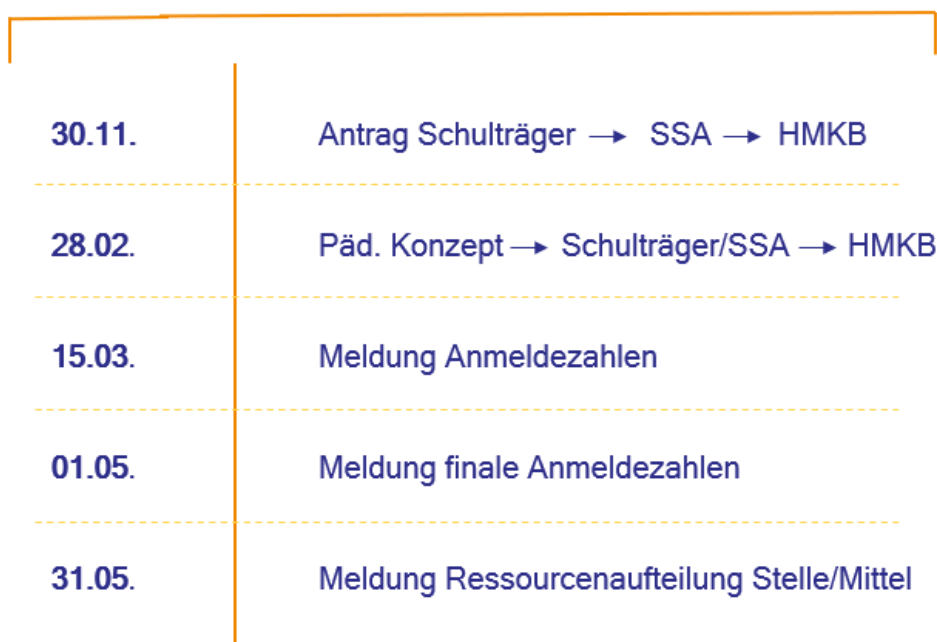 30.11. Antrag Schulträger → SSA → HMKB
28.02. Päd. Konzept → Schulträger/SSA → HMKB
15.03. Meldung Anmeldezahlen
01.05. Meldung finale Anmeldezahlen
31.05. Meldung Ressourcenaufteilung Stelle/Mittel